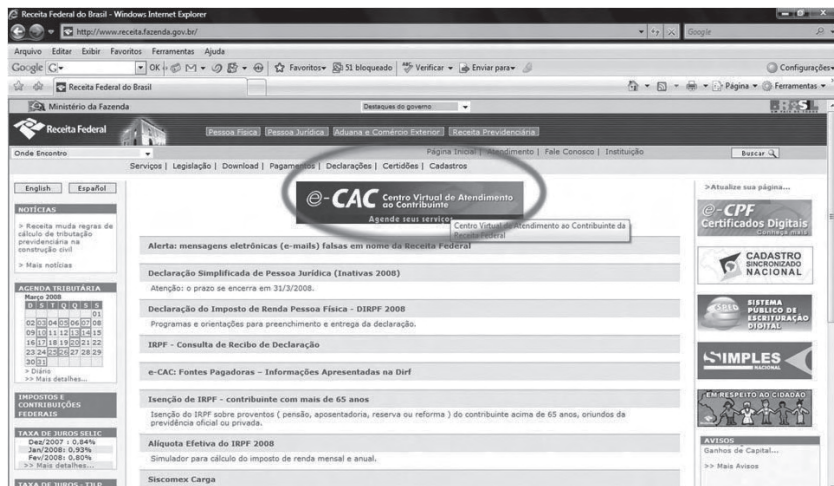 Receita Federal do Brasil - Windows Internet Explorer
http://www.receita.fazenda.gov.br/
Google
Arquivo Editar Exibir Favoritos Ferramentas Ajuda
Google G OK Favoritos 51 bloqueado Verificar Enviar para Configurações
Receita Federal do Brasil
Página Ferramentas
Ministério da Fazenda
Destaques do governo
BRASIL
Receita Federal
Pessoa Física Pessoa Jurídica Aduana e Comércio Exterior Receita Previdenciária
Onde Encontro
Página Inicial | Atendimento | Fale Conosco | Instituição
Buscar
Serviços | Legislação | Download | Pagamentos | Declarações | Certidões | Cadastros
English Español
NOTÍCIAS
> Receita muda regras de
cálculo de tributação
previdenciária na
construção civil
> Mais notícias
AGENDA TRIBUTÁRIA
Março 2008
D S T Q Q S S
01
02 03 04 05 06 07 08
09 10 11 12 13 14 15
16 17 18 19 20 21 22
23 24 25 26 27 28 29
30 31
> Diário
>> Mais detalhes...
IMPOSTOS E
CONTRIBUIÇÕES
FEDERAIS
TAXA DE JUROS SELIC
Dez/2007 : 0,84%
Jan/2008: 0,93%
Fev/2008: 0,80%
>> Mais detalhes...
TAXA DE JUROS - TJLP
e-CAC Centro Virtual de Atendimento
ao Contribuinte
Agende seus serviços
Centro Virtual de Atendimento ao Contribuinte da
Receita Federal
Alerta: mensagens eletrônicas (e-mails) falsas em nome da Receita Federal
Declaração Simplificada de Pessoa Jurídica (Inativas 2008)
Atenção: o prazo se encerra em 31/3/2008.
Declaração do Imposto de Renda Pessoa Física - DIRPF 2008
Programas e orientações para preenchimento e entrega da declaração.
IRPF - Consulta de Recibo de Declaração
e-CAC: Fontes Pagadoras – Informações Apresentadas na Dirf
Isenção de IRPF - contribuinte com mais de 65 anos
Isenção do IRPF sobre proventos ( pensão, aposentadoria, reserva ou reforma ) do contribuinte acima de 65 anos, oriundos da
previdência oficial ou privada.
Alíquota Efetiva do IRPF 2008
Simulador para cálculo do imposto de renda mensal e anual.
Siscomex Carga
>Atualize sua página...
e-CPF
Certificados Digitais
Conheça mais
CADASTRO
SINCRONIZADO
NACIONAL
SPED
SISTEMA
PÚBLICO DE
ESCRITURAÇÃO
DIGITAL
SIMPLES
NACIONAL
EM RESPEITO AO CIDADÃO
AVISOS
Ganhos de Capital...
>> Mais Avisos